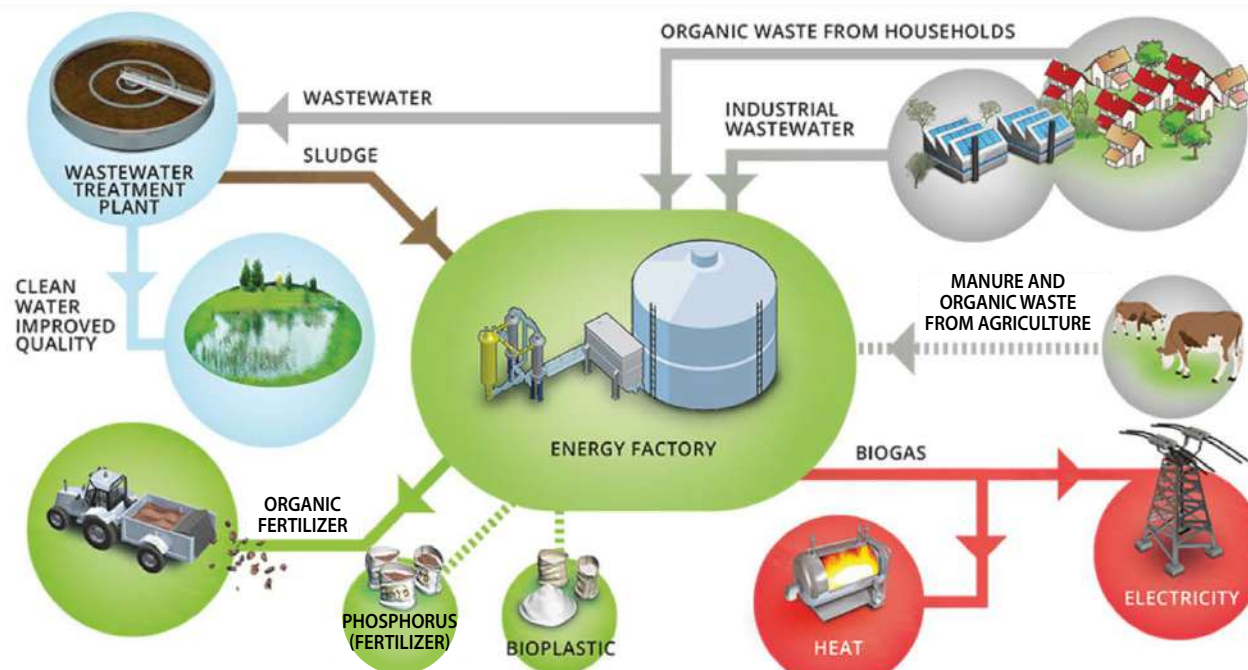 ORGANIC WASTE FROM HOUSEHOLDS
WASTEWATER
INDUSTRIAL
WASTEWATER
SLUDGE
WASTEWATER
TREATMENT
PLANT
CLEAN
WATER
IMPROVED
QUALITY
MANURE AND
ORGANIC WASTE
FROM AGRICULTURE
ENERGY FACTORY
BIOGAS
ORGANIC
FERTILIZER
PHOSPHORUS
(FERTILIZER)
BIOPLASTIC
HEAT
ELECTRICITY